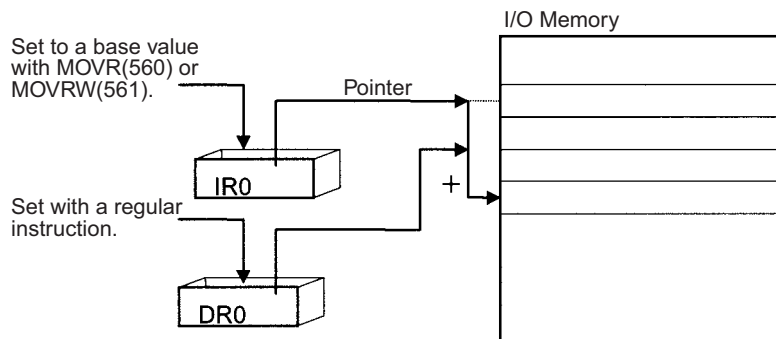 I/O Memory
Set to a base value
with MOVR(560) or
MOVRW(561).
Pointer
IR0
+
Set with a regular
instruction.
DR0